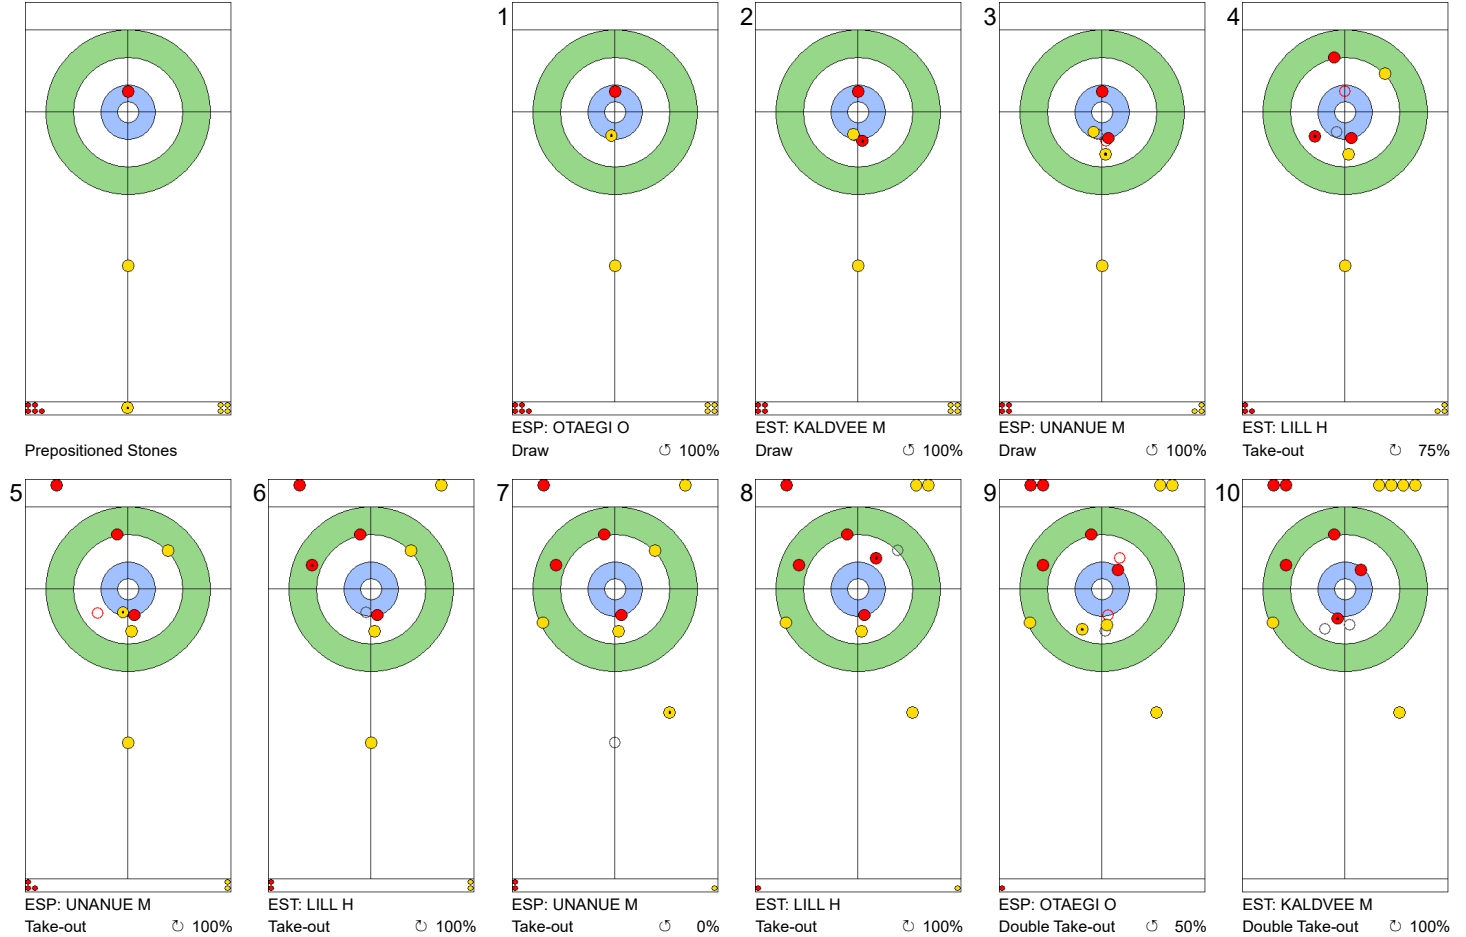 1
2
3
4
Prepositioned Stones
ESP: OTAEGI O
Draw 100%
EST: KALDVEE M
Draw 100%
ESP: UNANUE M
Draw 100%
EST: LILL H
Take-out 75%
5
6
7
8
9
10
ESP: UNANUE M
Take-out 100%
EST: LILL H
Take-out 100%
ESP: UNANUE M
Take-out 0%
EST: LILL H
Take-out 100%
ESP: OTAEGI O
Double Take-out 50%
EST: KALDVEE M
Double Take-out 100%